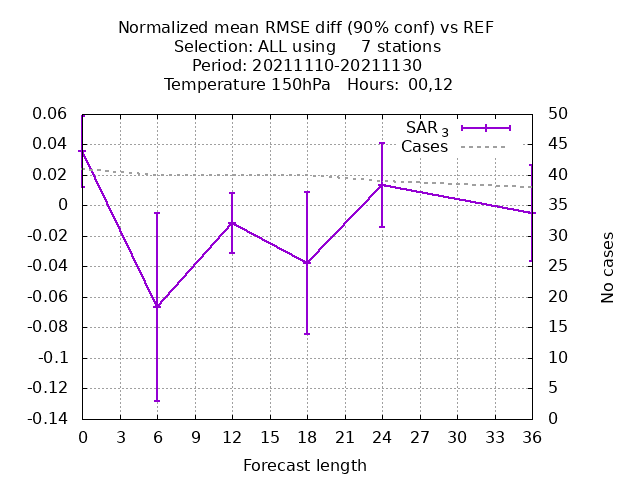 Normalized mean RMSE diff (90% conf) vs REF
Selection: ALL using 7 stations
Period: 20211110-20211130
Temperature 150hPa Hours: 00,12
SAR 3
Cases
0.06
0.04
0.02
0
-0.02
-0.04
-0.06
-0.08
-0.1
-0.12
-0.14
50
45
40
35
30
25
20
15
10
5
0
No cases
0 3 6 9 12 15 18 21 24 27 30 33 36
Forecast length